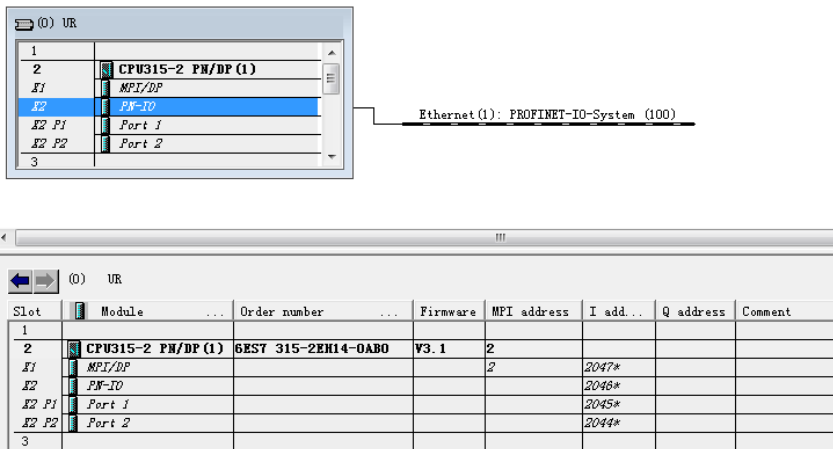 (0) UR
1
2 CPU315-2 PN/DP(1)
X1 MPI/DP
X2 PN-IO
X2 P1 Port 1
X2 P2 Port 2
3
Ethernet(1): PROFINET-IO-System (100)
(0) UR
Slot Module ... Order number ... Firmware MPI address I add... Q address Comment
1
2 CPU315-2 PN/DP(1) 6ES7 315-2EH14-0AB0 V3.1 2
X1 MPI/DP 2 2047*
X2 PN-IO 2046*
X2 P1 Port 1 2045*
X2 P2 Port 2 2044*
3